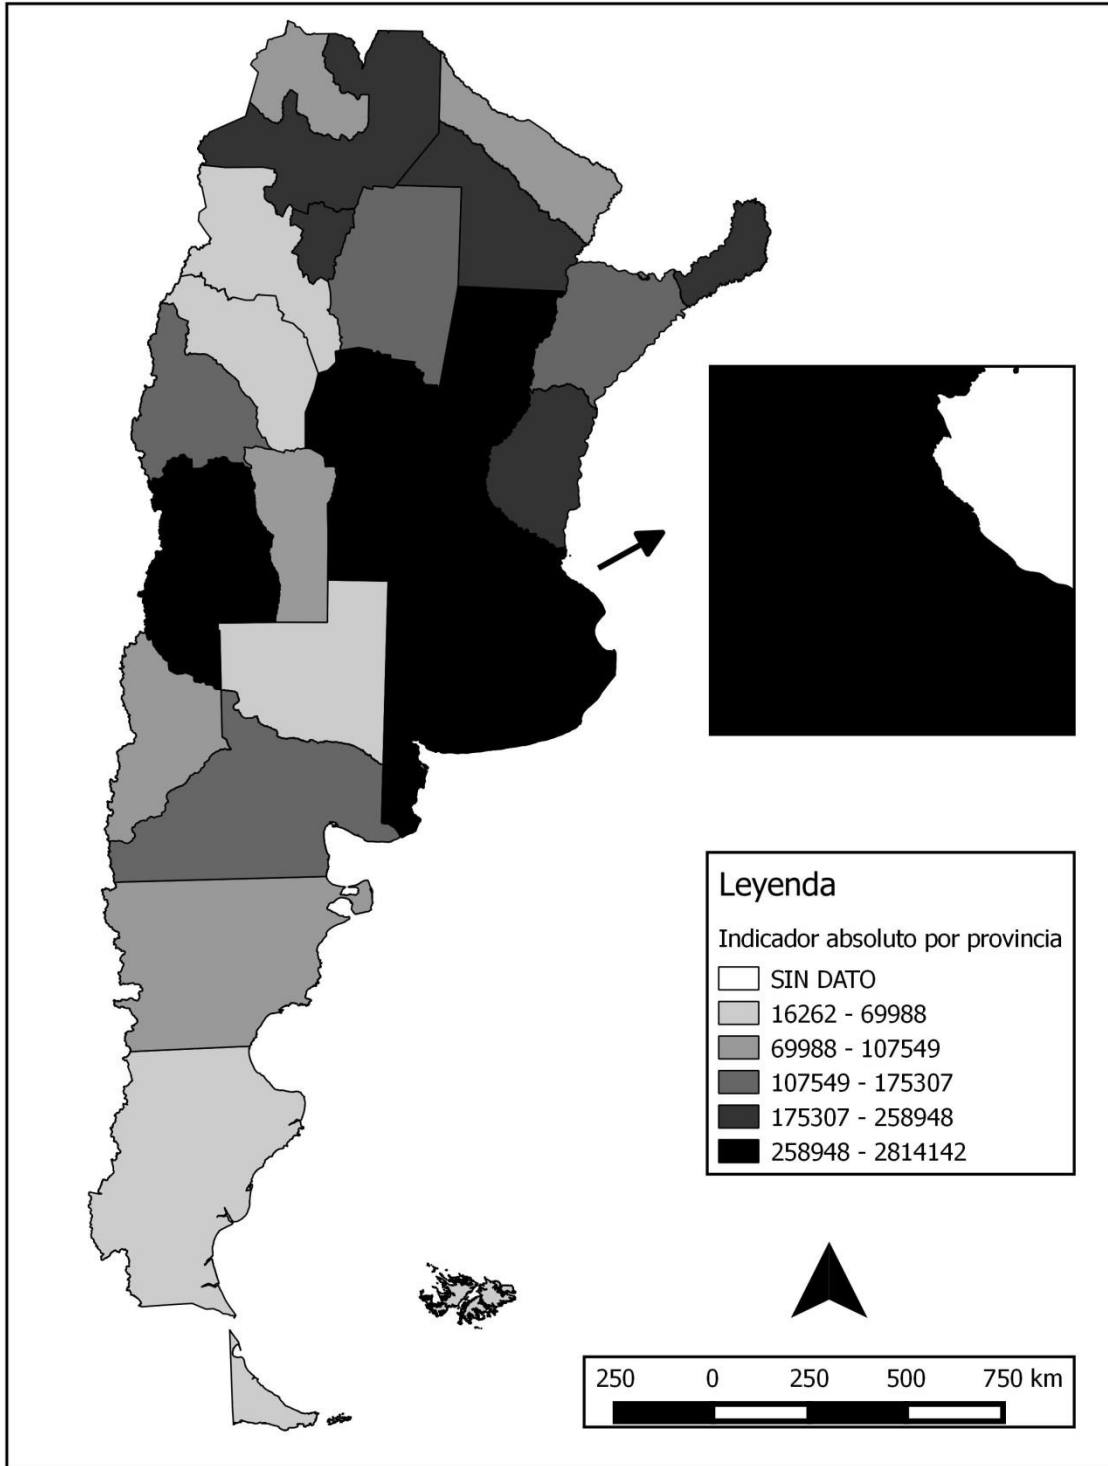 Leyenda
Indicador absoluto por provincia
SIN DATO
16262 - 69988
69988 - 107549
107549 - 175307
175307 - 258948
258948 - 2814142
250 0 250 500 750 km